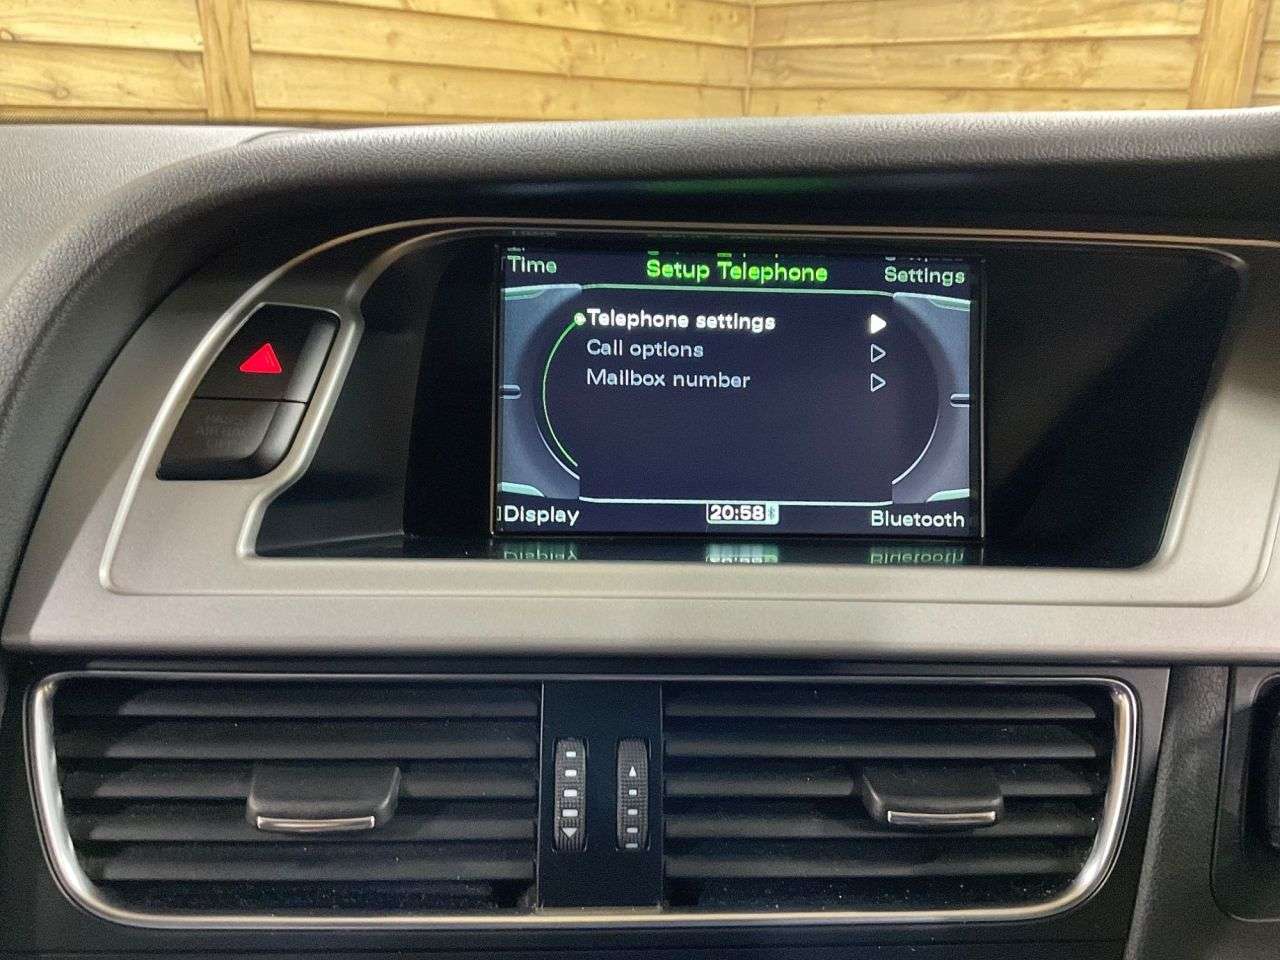 Time
Setup Telephone
Settings
Telephone settings
Call options
Mailbox number
Display
20:58
Bluetooth